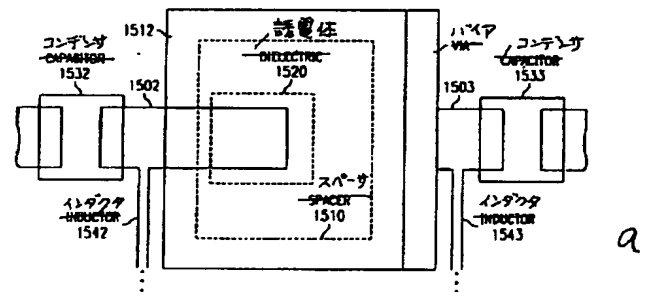 コンデンサ
CAPACITOR
1532
1502
1512
誘電体
DIELECTRIC
1520
バイア
VIA
1503
コンデンサ
CAPACITOR
1533
インダクタ
INDUCTOR
1542
スペーサ
SPACER
1510
インダクタ
INDUCTOR
1543
a